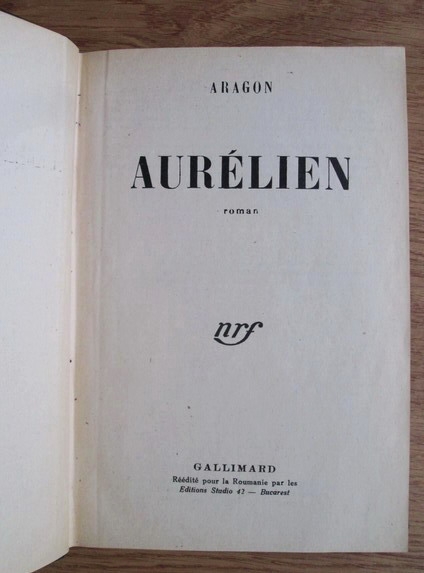 ARAGON
AURÉLIEN
roman
nrf
GALLIMARD
Réédité pour la Roumanie par les
Editions Studio 42 — Bucarest